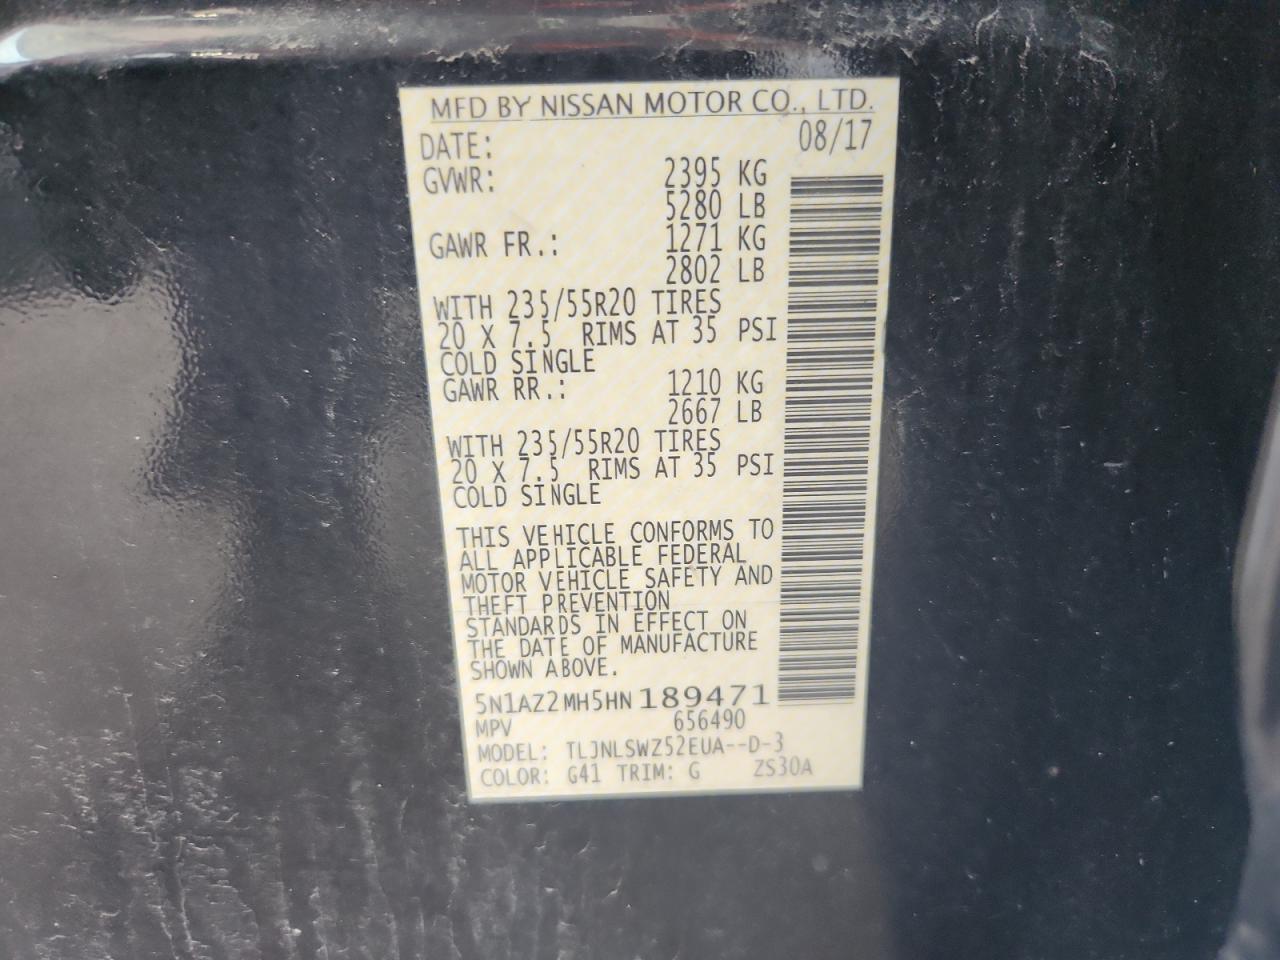 MFD BY NISSAN MOTOR CO., LTD.
DATE: 08/17
GVWR: 2395 KG
5280 LB
GAWR FR.: 1271 KG
2802 LB
WITH 235/55R20 TIRES
20 X 7.5 RIMS AT 35 PSI
COLD SINGLE
GAWR RR.: 1210 KG
2667 LB
WITH 235/55R20 TIRES
20 X 7.5 RIMS AT 35 PSI
COLD SINGLE
THIS VEHICLE CONFORMS TO
ALL APPLICABLE FEDERAL
MOTOR VEHICLE SAFETY AND
THEFT PREVENTION
STANDARDS IN EFFECT ON
THE DATE OF MANUFACTURE
SHOWN ABOVE.
5N1AZ2MH5HN189471
MPV 656490
MODEL: TLJNLSWZ52EUA--D-3
COLOR: G41 TRIM: G ZS30A